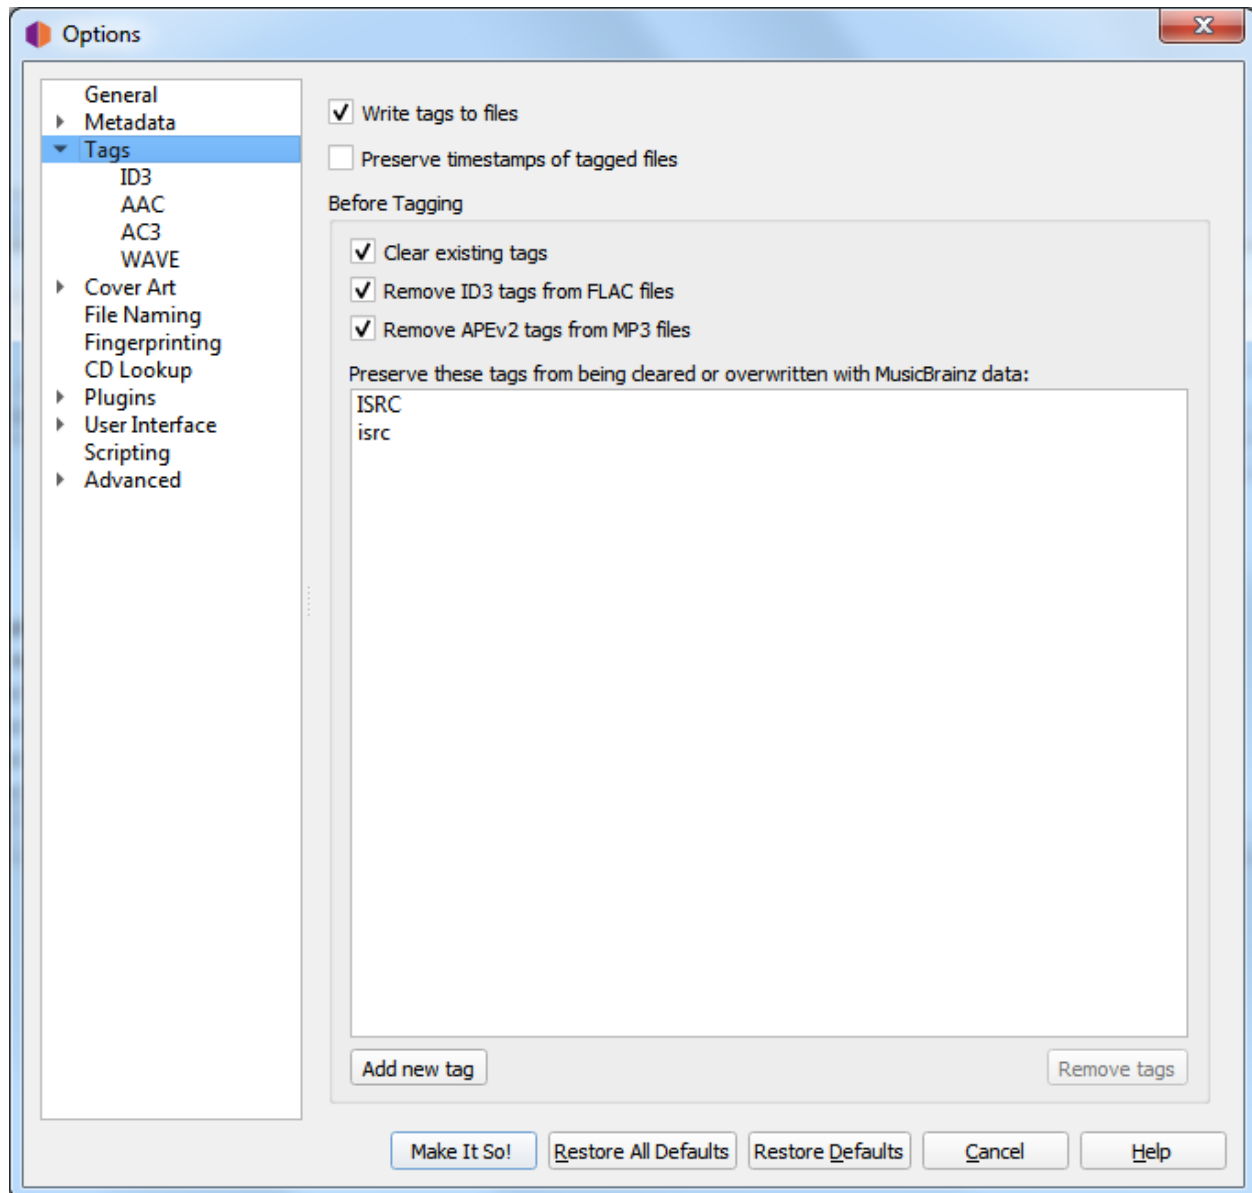 Options
General
Metadata
Tags
ID3
AAC
AC3
WAVE
Cover Art
File Naming
Fingerprinting
CD Lookup
Plugins
User Interface
Scripting
Advanced
Write tags to files
Preserve timestamps of tagged files
Before Tagging
Clear existing tags
Remove ID3 tags from FLAC files
Remove APEv2 tags from MP3 files
Preserve these tags from being cleared or overwritten with MusicBrainz data:
ISRC
isrc
Add new tag
Remove tags
Make It So!
Restore All Defaults
Restore Defaults
Cancel
Help